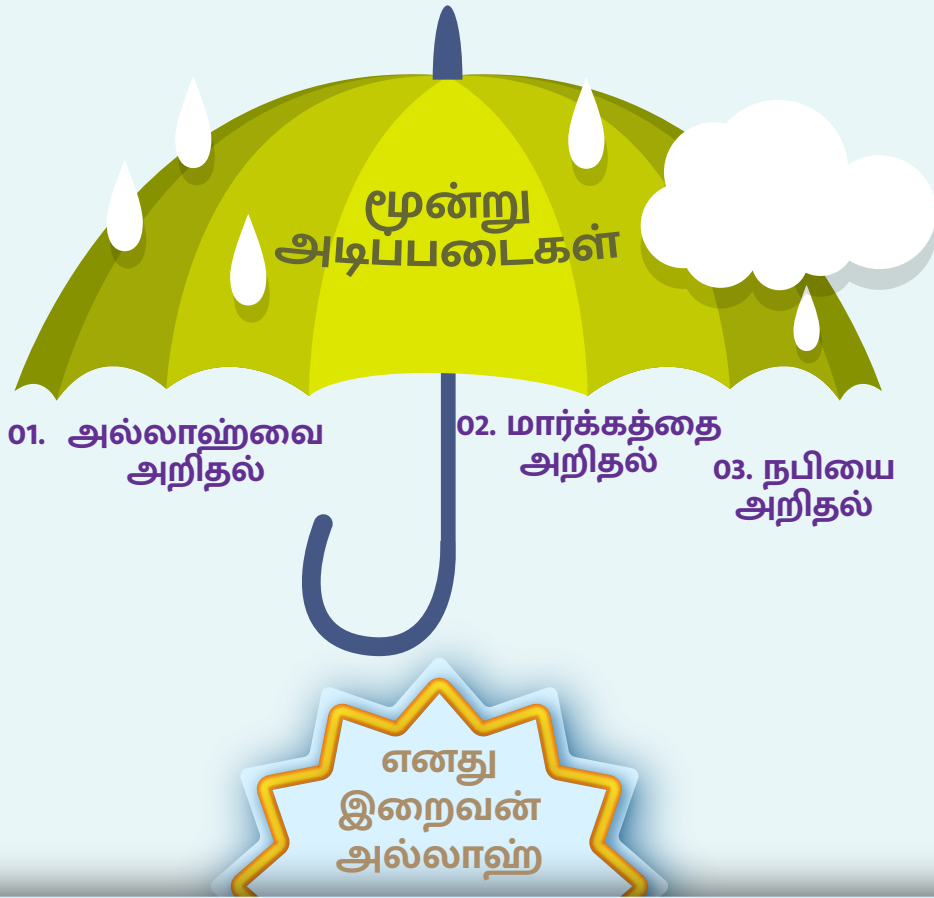 மூன்று
அடிப்படைகள்
01. அல்லாஹ்வை
அறிதல்
02. மார்க்கத்தை
அறிதல்
03. நபியை
அறிதல்
எனது
இறைவன்
அல்லாஹ்